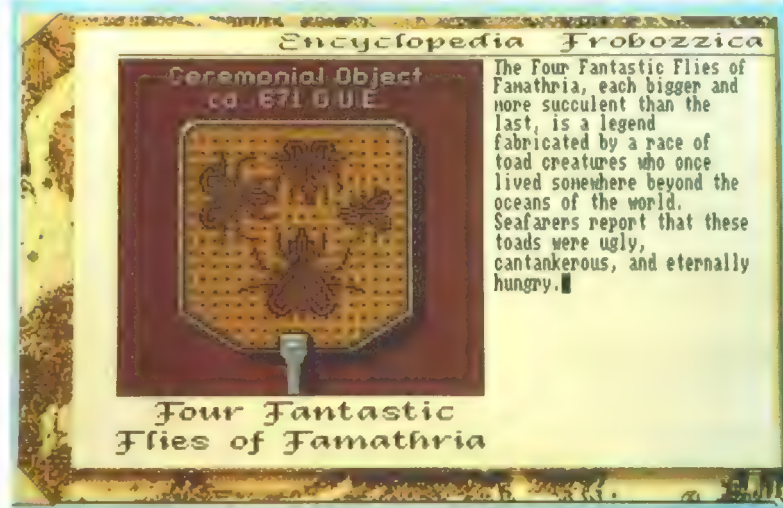 Encyclopedia Frobozzica
Ceremonial Object
ca. 671 G.U.E.
The Four Fantastic Flies of
Famathria, each bigger and
more succulent than the
last, is a legend
fabricated by a race of
toad creatures who once
lived somewhere beyond the
oceans of the world.
Seafarers report that these
toads were ugly,
cantankerous, and eternally
hungry.
Four Fantastic
Flies of Famathria